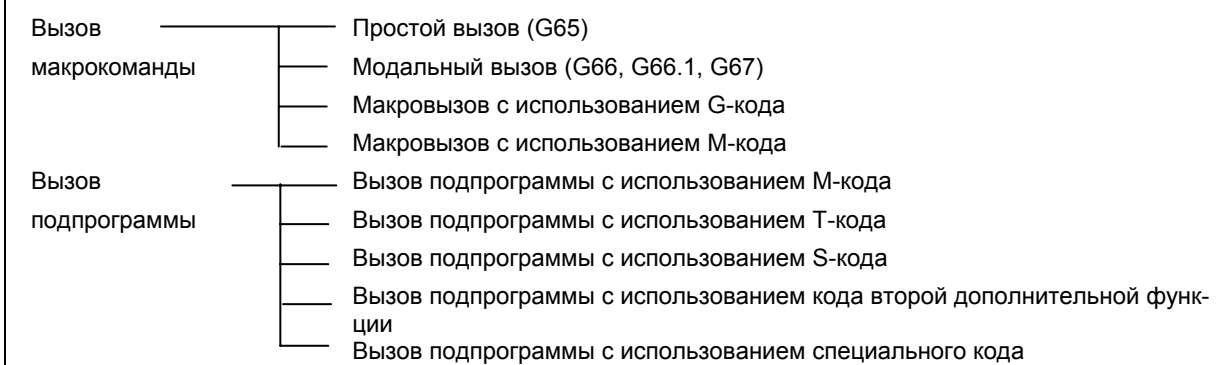 Вызов
макрокоманды
Простой вызов (G65)
Модальный вызов (G66, G66.1, G67)
Макровызов с использованием G-кода
Макровызов с использованием М-кода
Вызов
подпрограммы
Вызов подпрограммы с использованием М-кода
Вызов подпрограммы с использованием Т-кода
Вызов подпрограммы с использованием S-кода
Вызов подпрограммы с использованием кода второй дополнительной функ-
ции
Вызов подпрограммы с использованием специального кода